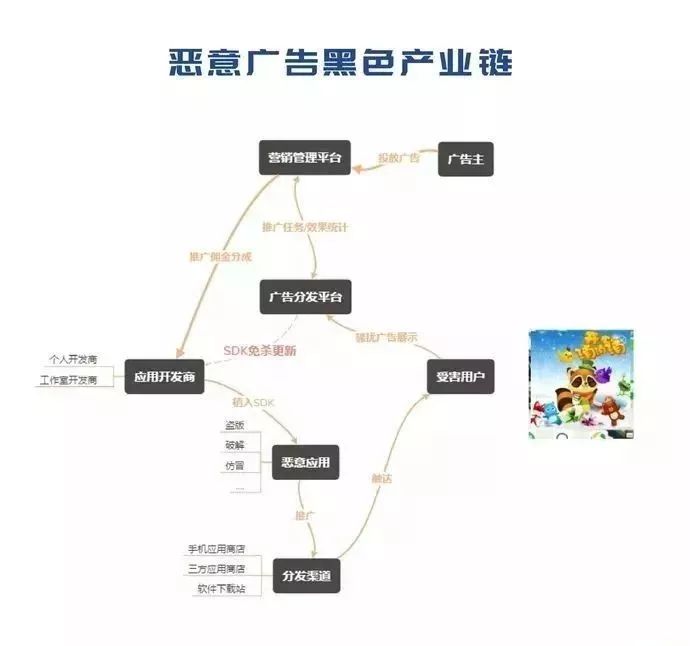 恶意广告黑色产业链
营销管理平台
投放广告
广告主
推广任务/效果统计
推广佣金分成
广告分发平台
SDK免杀更新
骚扰广告展示
个人开发商
工作室开发商
应用开发商
受害用户
植入SDK
盗版
破解
仿冒
....
恶意应用
触达
推广
手机应用商店
三方应用商店
软件下载站
分发渠道